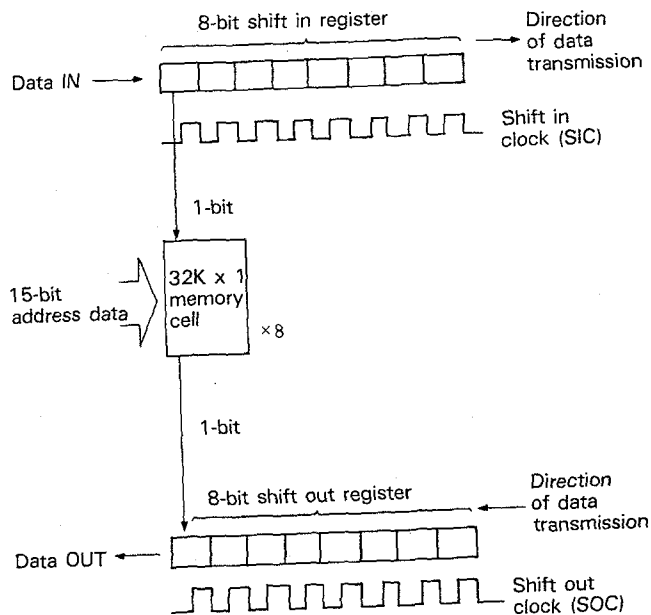 8-bit shift in register
Direction
of data
transmission
Data IN
Shift in
clock (SIC)
1-bit
15-bit
address data
32K x 1
memory
cell
×8
1-bit
8-bit shift out register
Direction
of data
transmission
Data OUT
Shift out
clock (SOC)